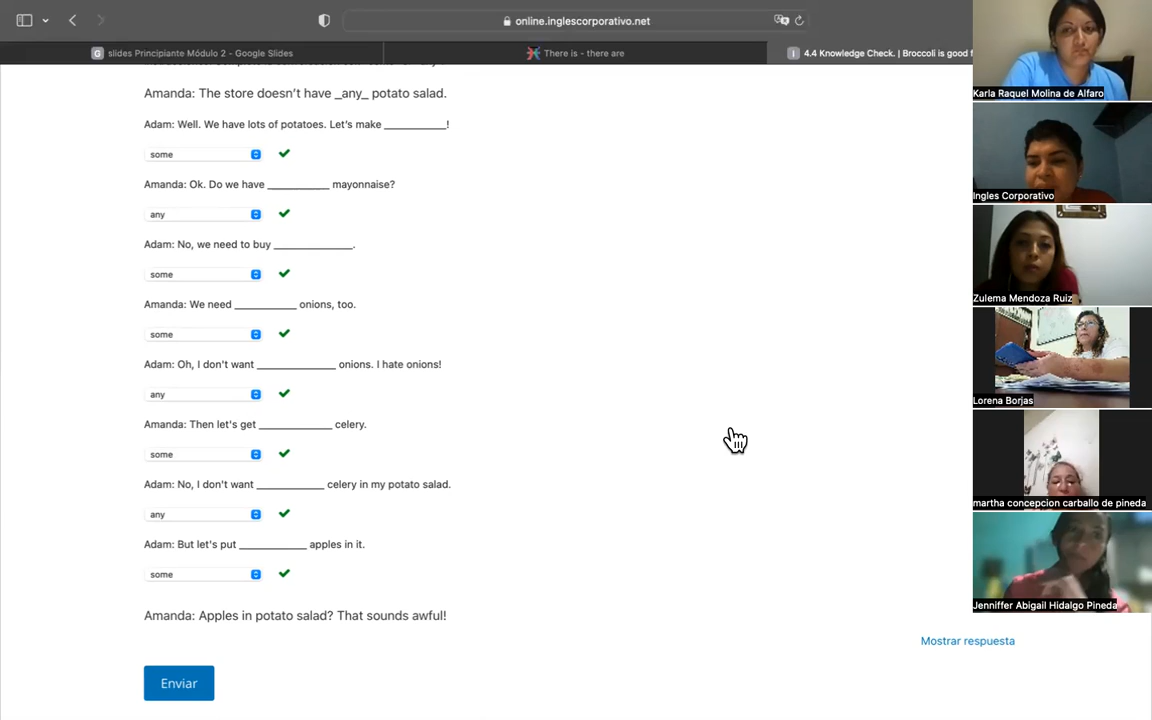 online.inglescorporativo.net
slides Principiante Módulo 2 - Google Slides
There is - there are
4.4 Knowledge Check. | Broccoli is good f
Amanda: The store doesn't have _any_ potato salad.
Adam: Well. We have lots of potatoes. Let's make __________!
some
Amanda: Ok. Do we have __________ mayonnaise?
any
Adam: No, we need to buy _____________.
some
Amanda: We need __________ onions, too.
some
Adam: Oh, I don't want _____________ onions. I hate onions!
any
Amanda: Then let's get ____________ celery.
some
Adam: No, I don't want ___________ celery in my potato salad.
any
Adam: But let's put ___________ apples in it.
some
Amanda: Apples in potato salad? That sounds awful!
Mostrar respuesta
Enviar
Karla Raquel Molina de Alfaro
Ingles Corporativo
Zulema Mendoza Ruiz
Lorena Borjas
martha concepcion carballo de pineda
Jenniffer Abigail Hidalgo Pineda